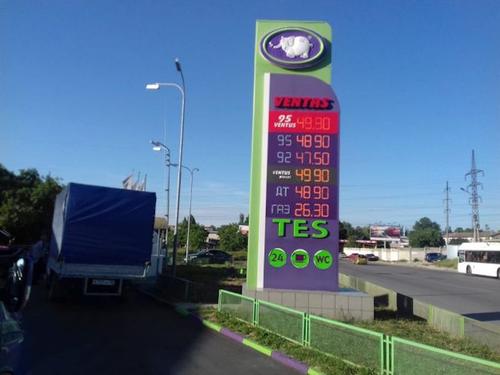 VENTUS
95 VENTUS 49.90
95 48.90
92 47.50
VENTUS Diesel 49.90
ДТ 48.90
ГАЗ 26.30
TES
24 WC